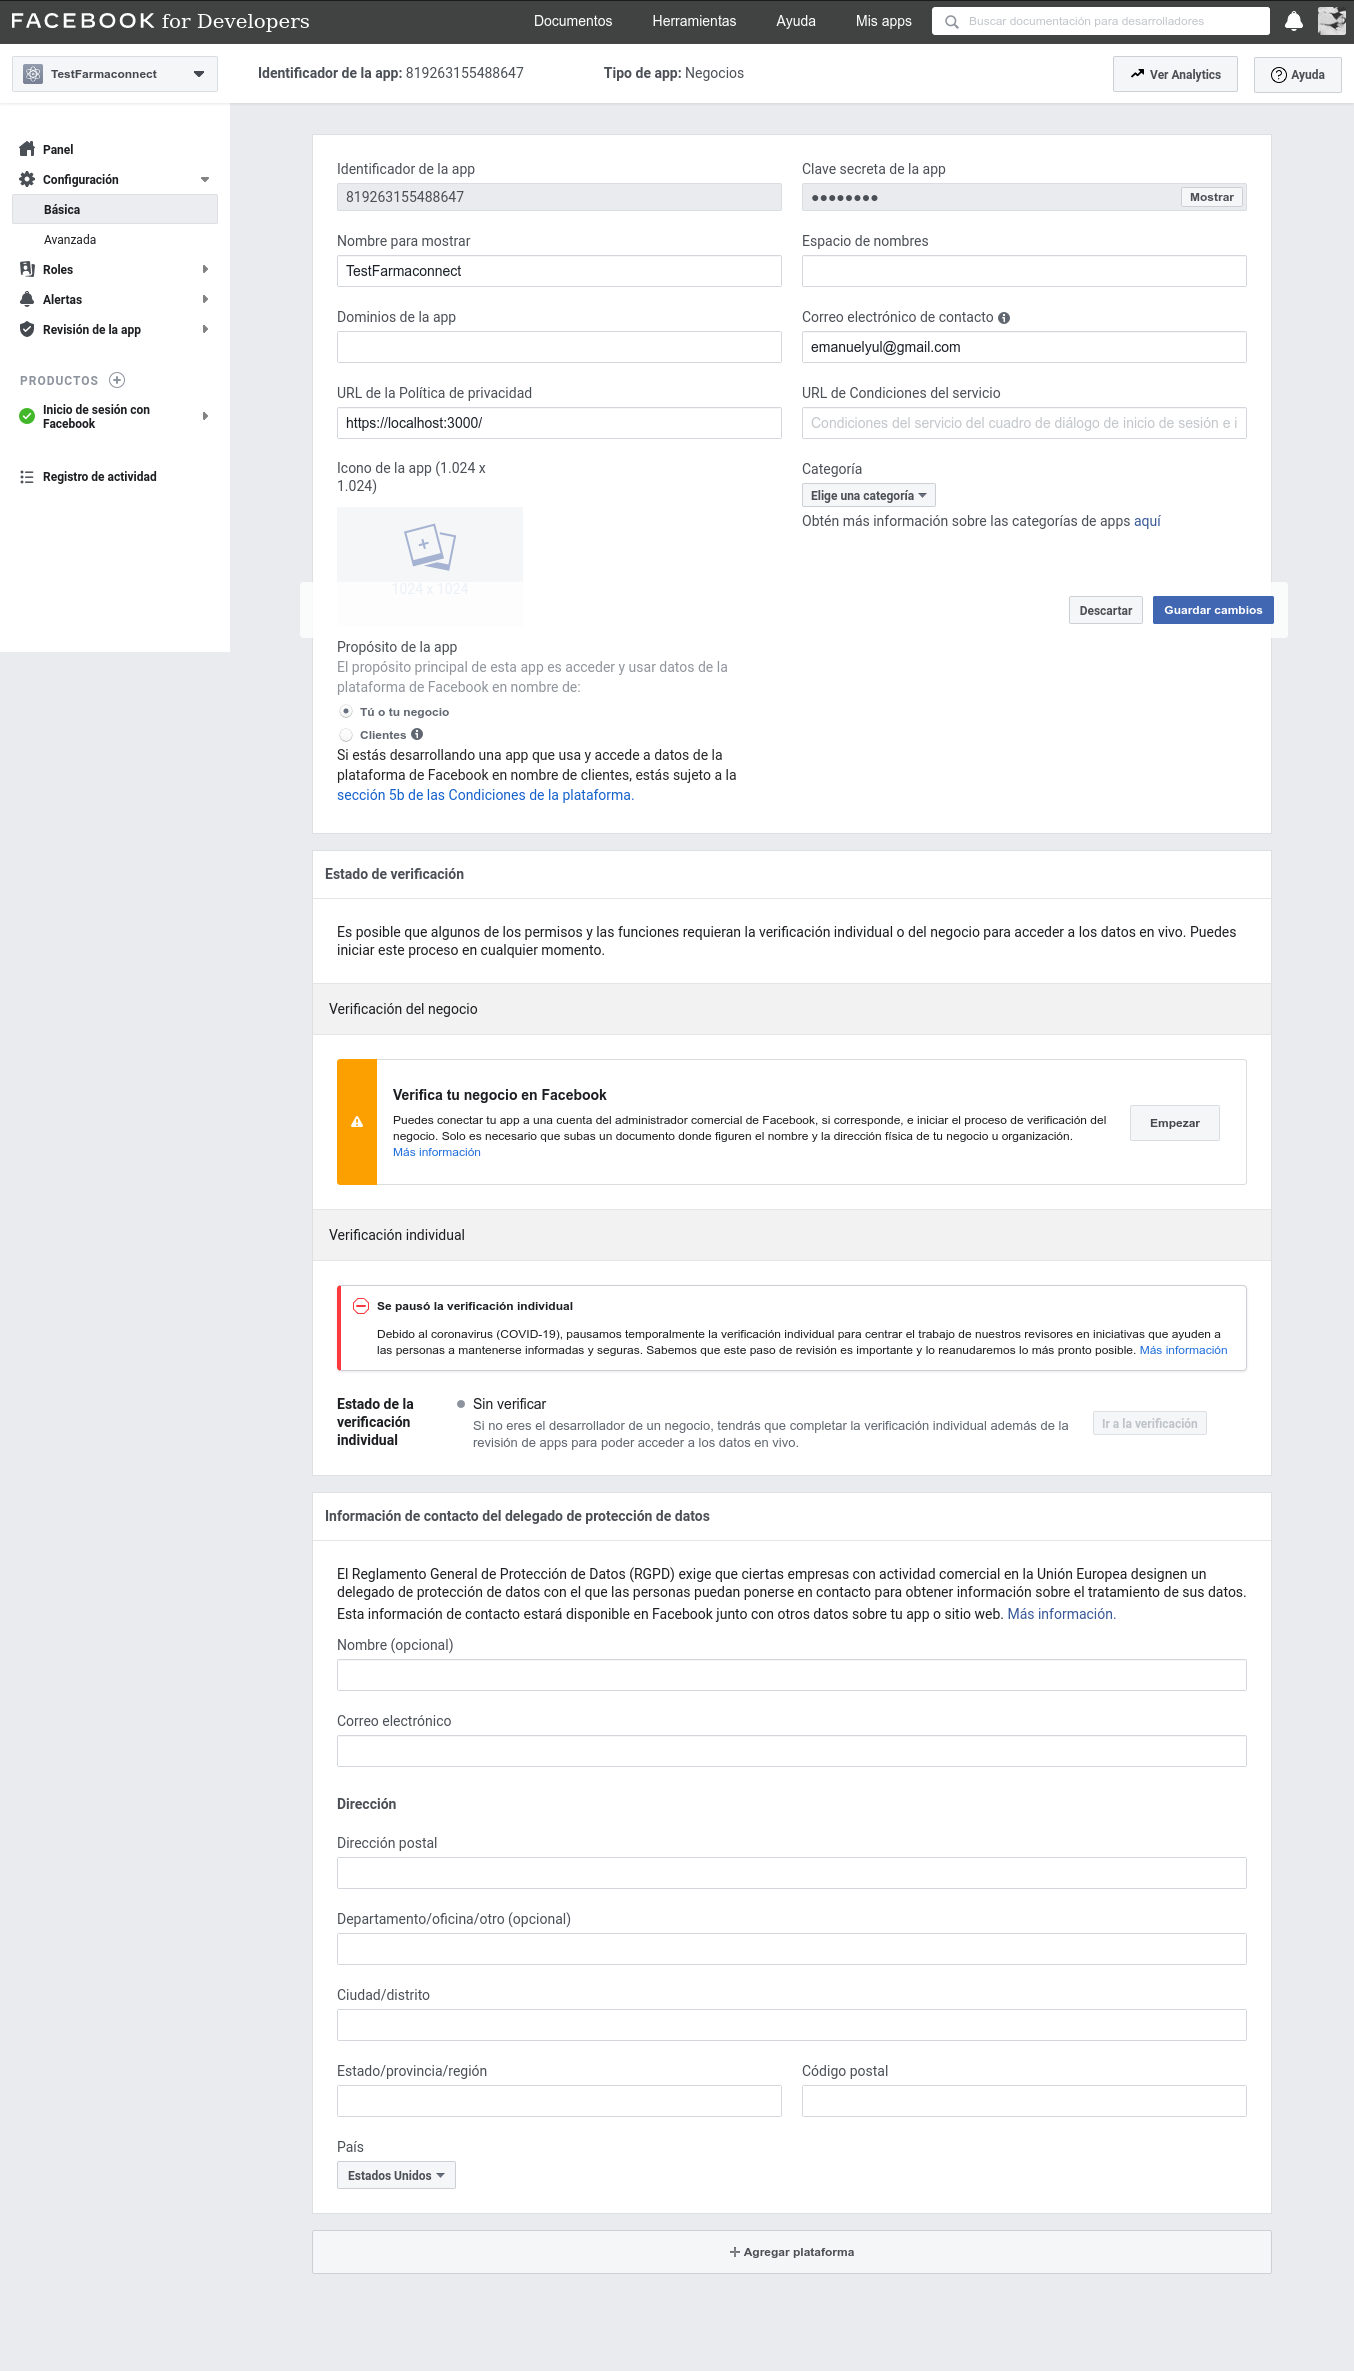 FACEBOOK for Developers
Documentos
Herramientas
Ayuda
Mis apps
Buscar documentación para desarrolladores
TestFarmaconnect
Identificador de la app: 819263155488647
Tipo de app: Negocios
Ver Analytics
Ayuda
Panel
Configuración
Básica
Avanzada
Roles
Alertas
Revisión de la app
PRODUCTOS
Inicio de sesión con
Facebook
Registro de actividad
Identificador de la app
819263155488647
Clave secreta de la app
●●●●●●●●
Mostrar
Nombre para mostrar
TestFarmaconnect
Espacio de nombres
Dominios de la app
Correo electrónico de contacto
emanuelyul@gmail.com
URL de la Política de privacidad
https://localhost:3000/
URL de Condiciones del servicio
Condiciones del servicio del cuadro de diálogo de inicio de sesión e i
Icono de la app (1.024 x
1.024)
1024 x 1024
Categoría
Elige una categoría
Obtén más información sobre las categorías de apps aquí
Descartar
Guardar cambios
Propósito de la app
El propósito principal de esta app es acceder y usar datos de la
plataforma de Facebook en nombre de:
Tú o tu negocio
Clientes
Si estás desarrollando una app que usa y accede a datos de la
plataforma de Facebook en nombre de clientes, estás sujeto a la
sección 5b de las Condiciones de la plataforma.
Estado de verificación
Es posible que algunos de los permisos y las funciones requieran la verificación individual o del negocio para acceder a los datos en vivo. Puedes
iniciar este proceso en cualquier momento.
Verificación del negocio
Verifica tu negocio en Facebook
Puedes conectar tu app a una cuenta del administrador comercial de Facebook, si corresponde, e iniciar el proceso de verificación del
negocio. Solo es necesario que subas un documento donde figuren el nombre y la dirección física de tu negocio u organización.
Más información
Empezar
Verificación individual
Se pausó la verificación individual
Debido al coronavirus (COVID-19), pausamos temporalmente la verificación individual para centrar el trabajo de nuestros revisores en iniciativas que ayuden a
las personas a mantenerse informadas y seguras. Sabemos que este paso de revisión es importante y lo reanudaremos lo más pronto posible. Más información
Estado de la
verificación
individual
Sin verificar
Si no eres el desarrollador de un negocio, tendrás que completar la verificación individual además de la
revisión de apps para poder acceder a los datos en vivo.
Ir a la verificación
Información de contacto del delegado de protección de datos
El Reglamento General de Protección de Datos (RGPD) exige que ciertas empresas con actividad comercial en la Unión Europea designen un
delegado de protección de datos con el que las personas puedan ponerse en contacto para obtener información sobre el tratamiento de sus datos.
Esta información de contacto estará disponible en Facebook junto con otros datos sobre tu app o sitio web. Más información.
Nombre (opcional)
Correo electrónico
Dirección
Dirección postal
Departamento/oficina/otro (opcional)
Ciudad/distrito
Estado/provincia/región
Código postal
País
Estados Unidos
Agregar plataforma